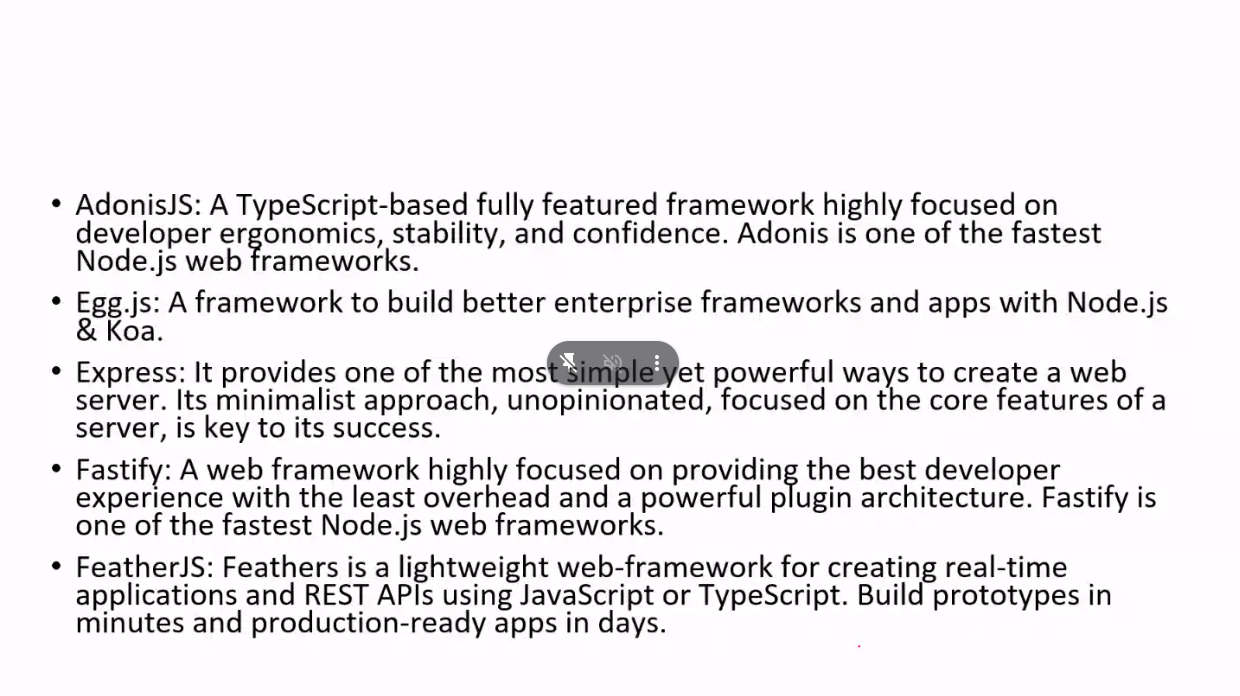 • AdonisJS: A TypeScript-based fully featured framework highly focused on
developer ergonomics, stability, and confidence. Adonis is one of the fastest
Node.js web frameworks.
• Egg.js: A framework to build better enterprise frameworks and apps with Node.js
& Koa.
• Express: It provides one of the most simple yet powerful ways to create a web
server. Its minimalist approach, unopinionated, focused on the core features of a
server, is key to its success.
• Fastify: A web framework highly focused on providing the best developer
experience with the least overhead and a powerful plugin architecture. Fastify is
one of the fastest Node.js web frameworks.
• FeatherJS: Feathers is a lightweight web-framework for creating real-time
applications and REST APIs using JavaScript or TypeScript. Build prototypes in
minutes and production-ready apps in days.